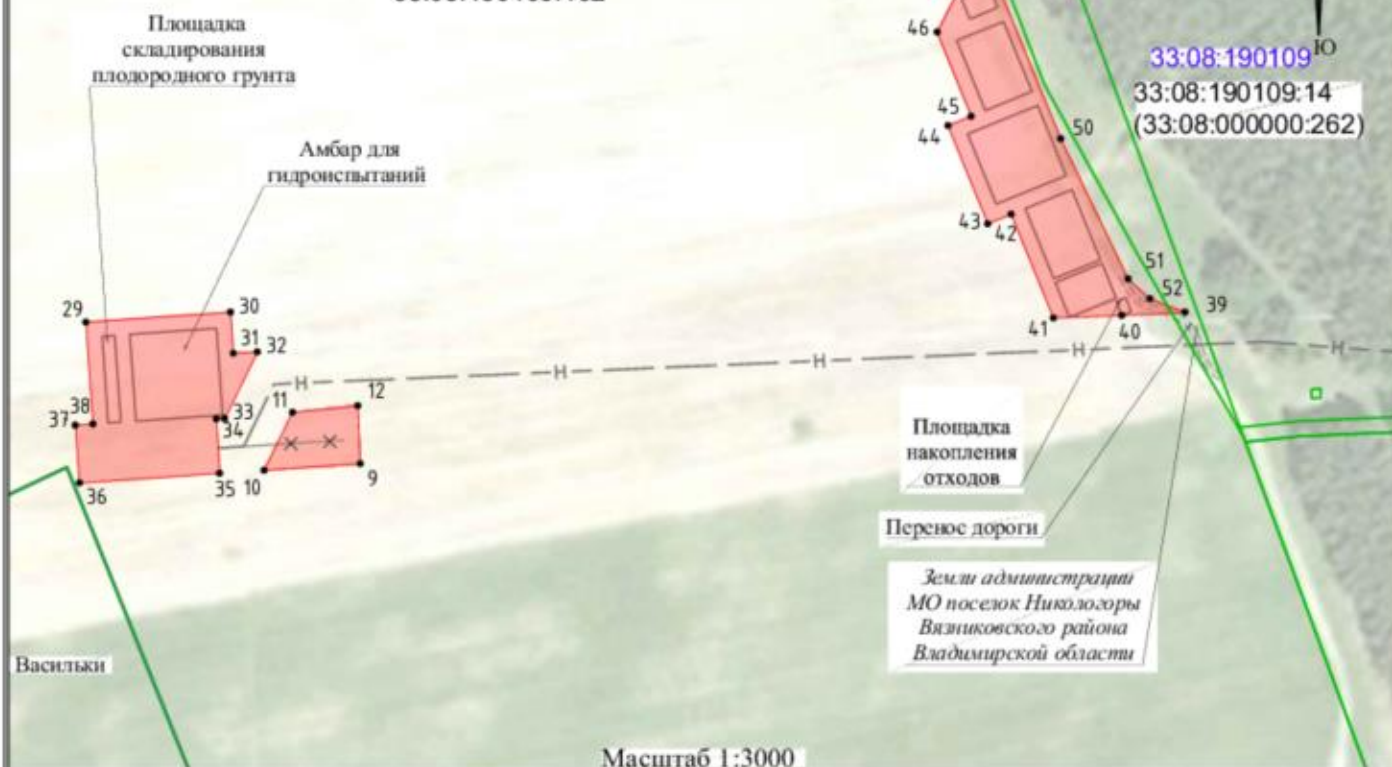 Площадка
складирования
плодородного грунта
Амбар для
гидроиспытаний
Ю
33:08:190109
33:08:190109:14
(33:08:000000:262)
46
45
44
50
43
42
51
52
39
41
40
29
30
31
32
Н
Н
Н
Н
Н
11
12
38
37
33
34
36
35
10
9
Площадка
накопления
отходов
Перенос дороги
Земли администрации
МО поселок Никологоры
Вязниковского района
Владимирской области
Васильки
Масштаб 1:3000